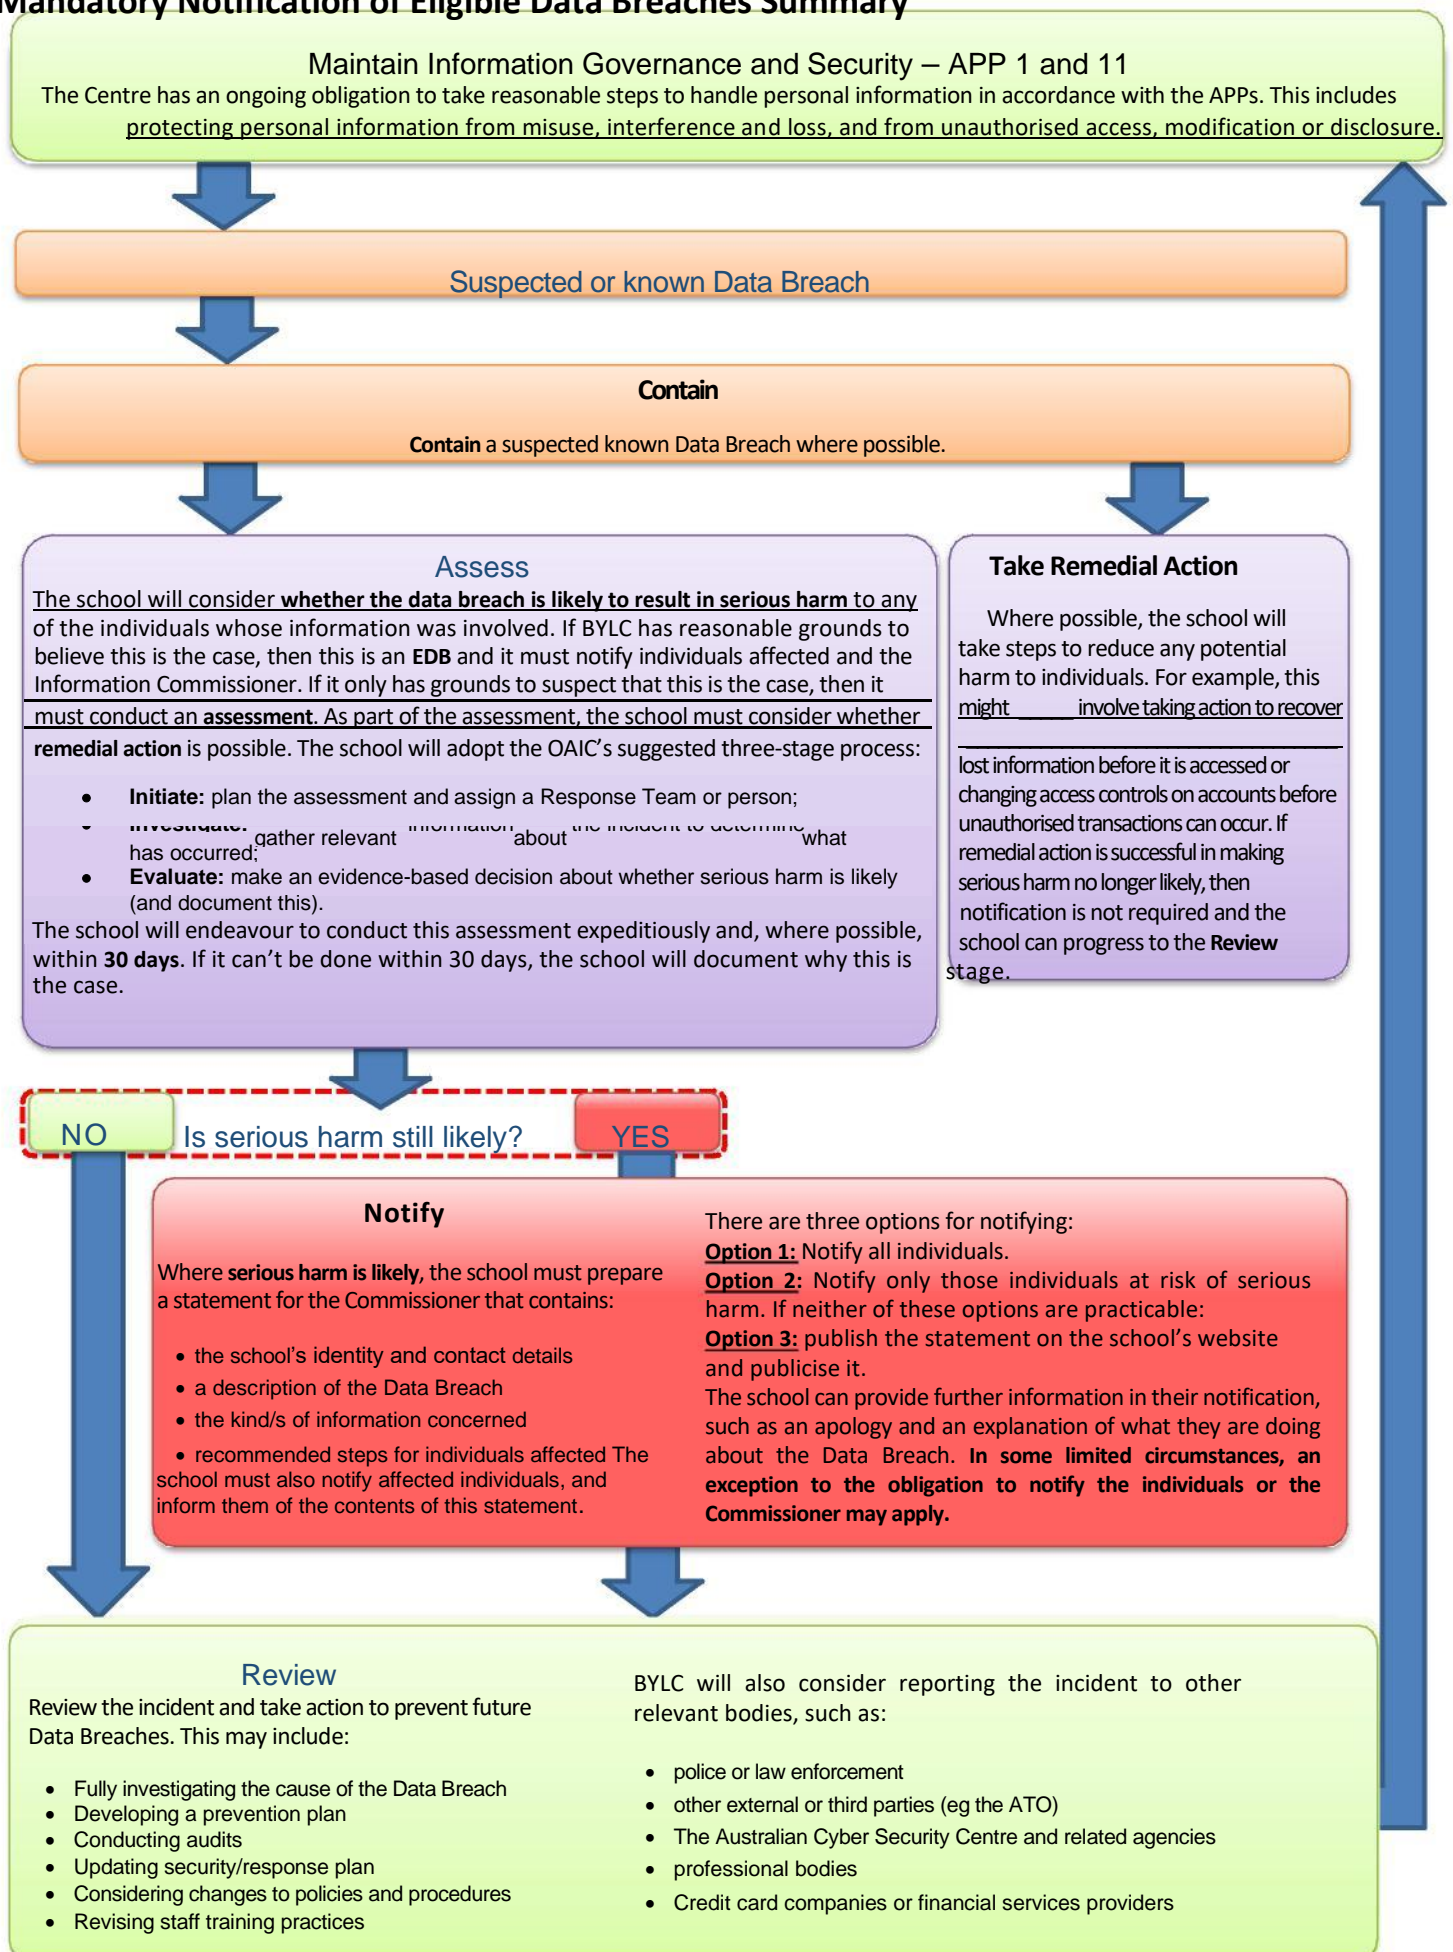 Mandatory Notification of Eligible Data Breaches Summary
Maintain Information Governance and Security – APP 1 and 11
The Centre has an ongoing obligation to take reasonable steps to handle personal information in accordance with the APPs. This includes
protecting personal information from misuse, interference and loss, and from unauthorised access, modification or disclosure.
Suspected or known Data Breach
Contain
Contain a suspected known Data Breach where possible.
Assess
The school will consider whether the data breach is likely to result in serious harm to any
of the individuals whose information was involved. If BYLC has reasonable grounds to
believe this is the case, then this is an EDB and it must notify individuals affected and the
Information Commissioner. If it only has grounds to suspect that this is the case, then it
must conduct an assessment. As part of the assessment, the school must consider whether
remedial action is possible. The school will adopt the OAIC's suggested three-stage process:
● Initiate: plan the assessment and assign a Response Team or person;
● Investigate: gather relevant information about the incident to determine what
has occurred;
● Evaluate: make an evidence-based decision about whether serious harm is likely
(and document this).
The school will endeavour to conduct this assessment expeditiously and, where possible,
within 30 days. If it can't be done within 30 days, the school will document why this is
the case.
Take Remedial Action
Where possible, the school will
take steps to reduce any potential
harm to individuals. For example, this
might _____ involve taking action to recover
lost information before it is accessed or
changing access controls on accounts before
unauthorised transactions can occur. If
remedial action is successful in making
serious harm no longer likely, then
notification is not required and the
school can progress to the Review
stage.
NO
Is serious harm still likely?
YES
Notify
Where serious harm is likely, the school must prepare
a statement for the Commissioner that contains:
• the school's identity and contact details
• a description of the Data Breach
• the kind/s of information concerned
• recommended steps for individuals affected The
school must also notify affected individuals, and
inform them of the contents of this statement.
There are three options for notifying:
Option 1: Notify all individuals.
Option 2: Notify only those individuals at risk of serious
harm. If neither of these options are practicable:
Option 3: publish the statement on the school's website
and publicise it.
The school can provide further information in their notification,
such as an apology and an explanation of what they are doing
about the Data Breach. In some limited circumstances, an
exception to the obligation to notify the individuals or the
Commissioner may apply.
Review
Review the incident and take action to prevent future
Data Breaches. This may include:
• Fully investigating the cause of the Data Breach
• Developing a prevention plan
• Conducting audits
• Updating security/response plan
• Considering changes to policies and procedures
• Revising staff training practices
BYLC will also consider reporting the incident to other
relevant bodies, such as:
• police or law enforcement
• other external or third parties (eg the ATO)
• The Australian Cyber Security Centre and related agencies
• professional bodies
• Credit card companies or financial services providers